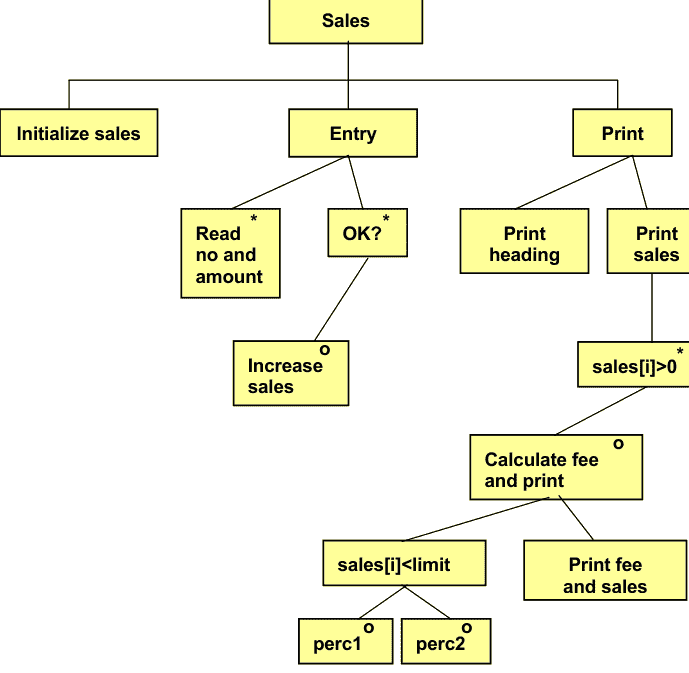 Sales
Initialize sales
Entry
Print
*
Read
no and
amount
*
OK?
Print
heading
Print
sales
o
Increase
sales
*
sales[i]>0
o
Calculate fee
and print
sales[i]<limit
Print fee
and sales
o
perc1
o
perc2